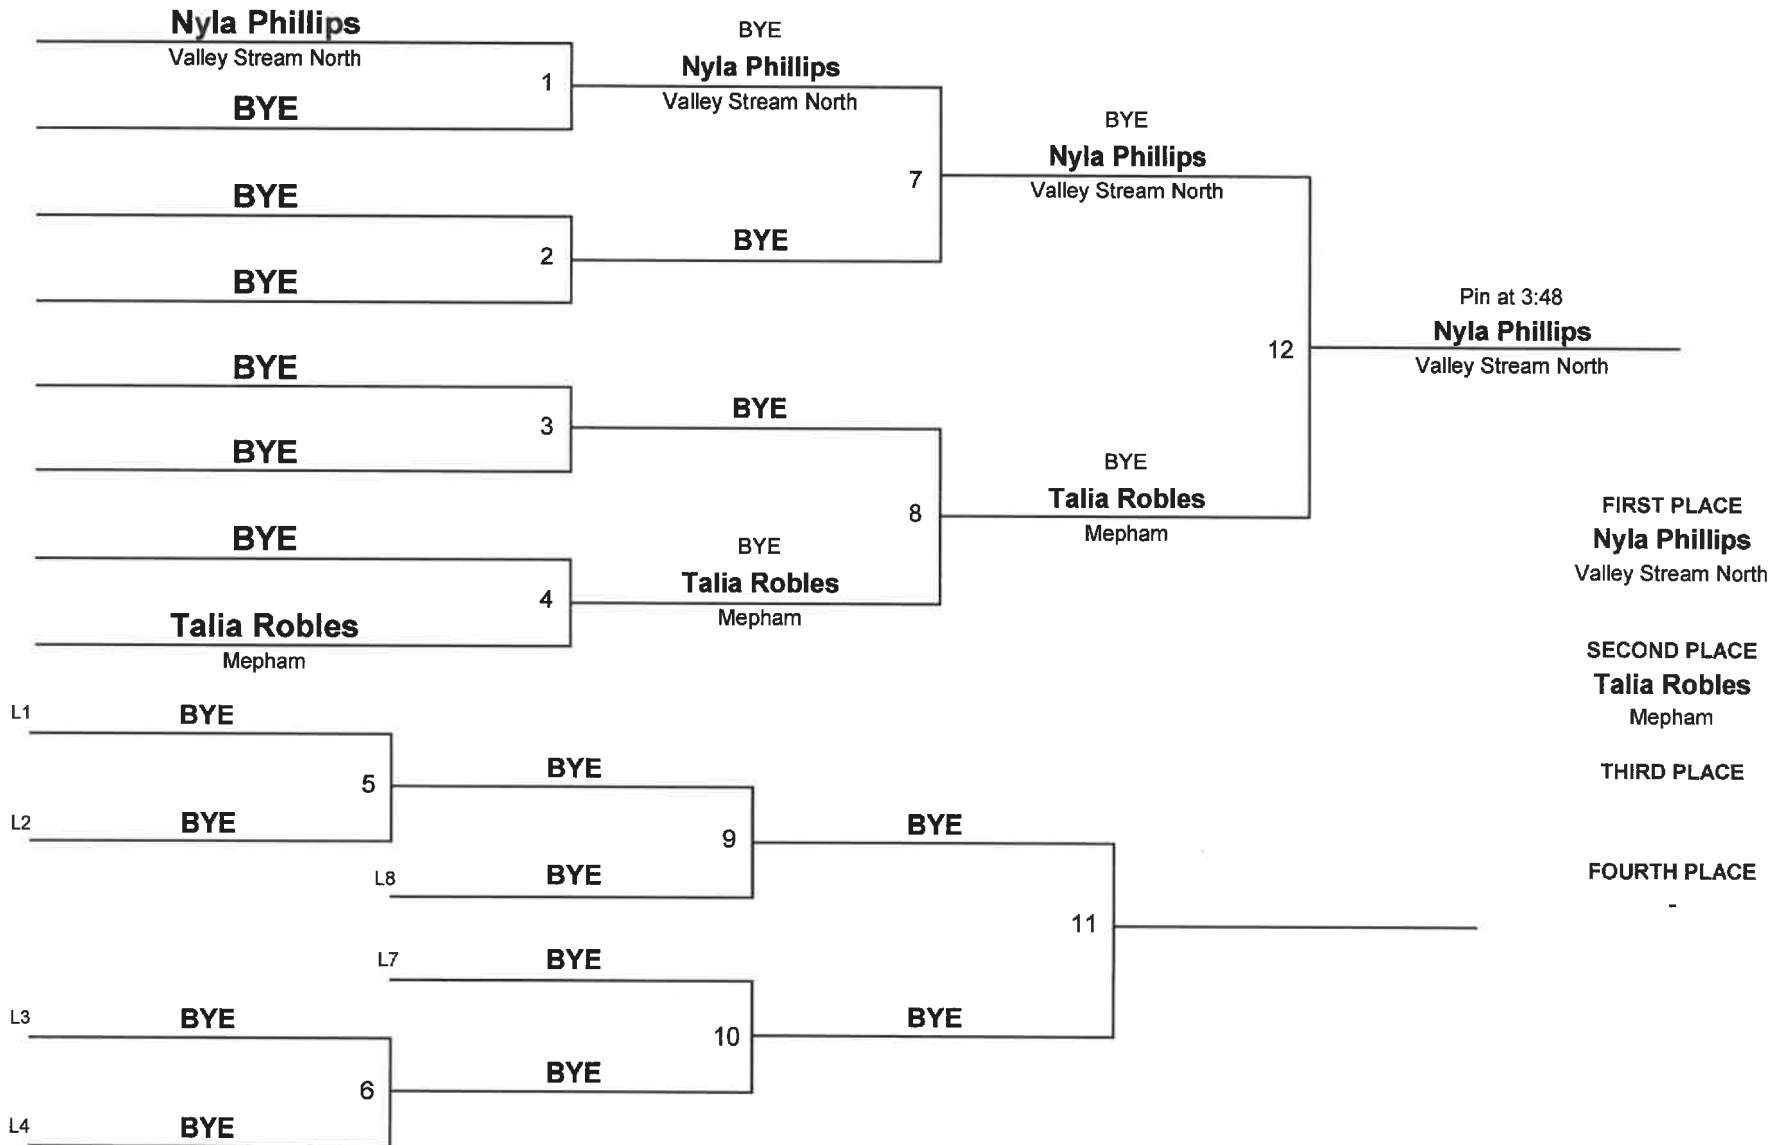 Nyla Phillips
Valley Stream North
1
BYE
BYE
2
BYE
BYE
3
BYE
BYE
4
Talia Robles
Mepham
BYE
Nyla Phillips
Valley Stream North
7
BYE
BYE
8
BYE
Talia Robles
Mepham
BYE
Nyla Phillips
Valley Stream North
12
BYE
Talia Robles
Mepham
Pin at 3:48
Nyla Phillips
Valley Stream North
FIRST PLACE
Nyla Phillips
Valley Stream North
SECOND PLACE
Talia Robles
Mepham
THIRD PLACE
FOURTH PLACE
-
L1 BYE
5
L2 BYE
BYE
9
L8 BYE
BYE
11
L7 BYE
10
BYE
L3 BYE
6
BYE
L4 BYE